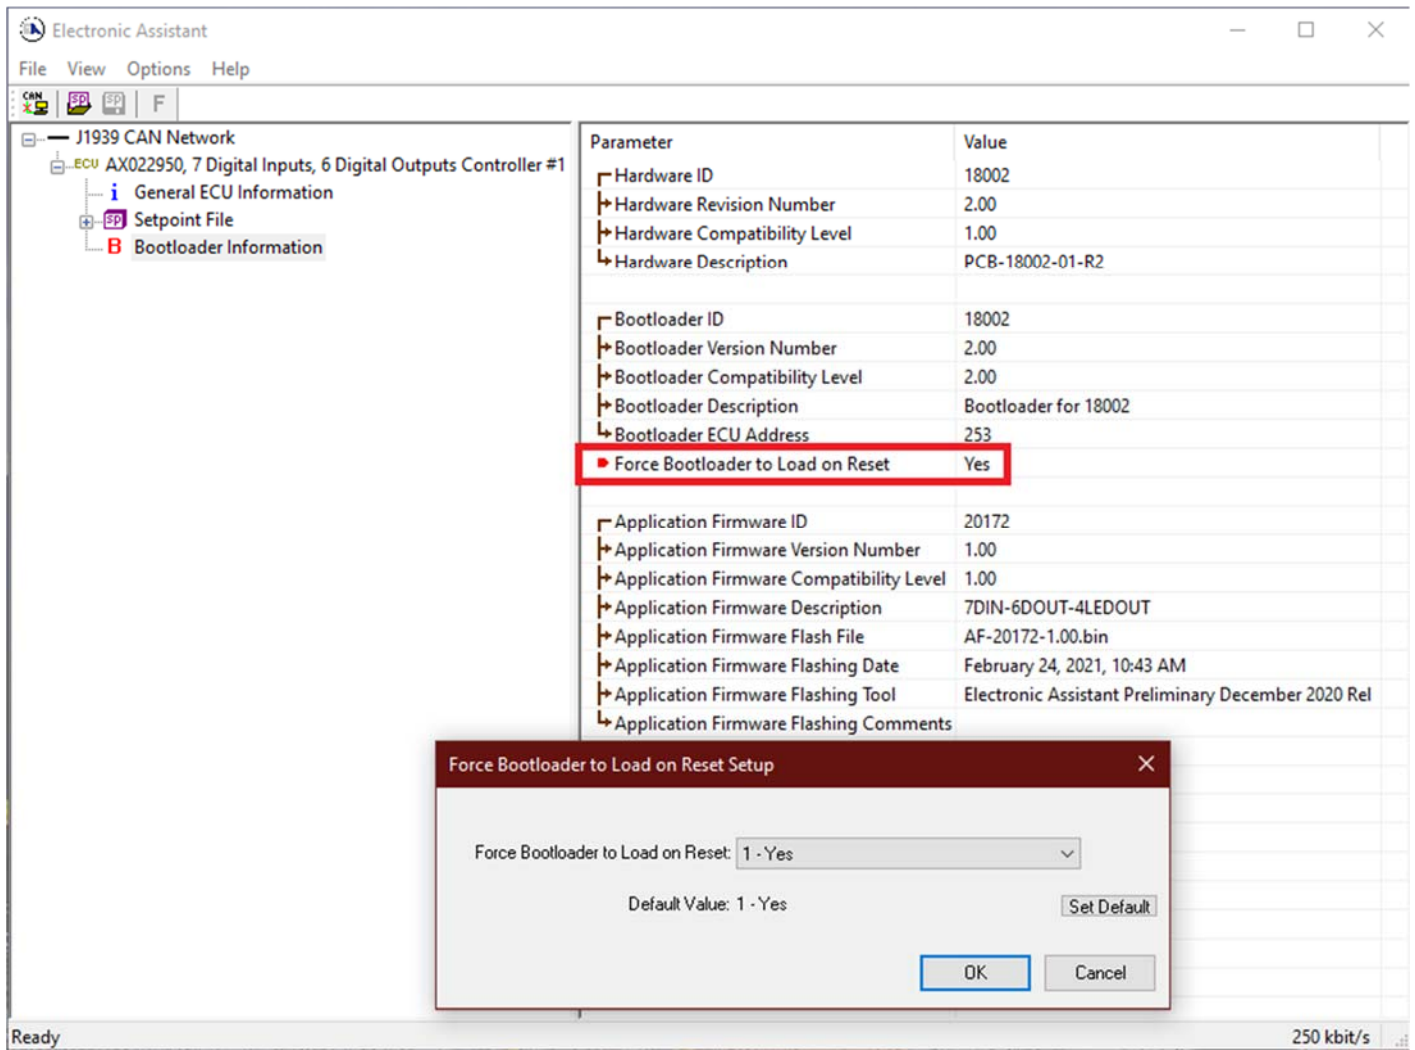 Electronic Assistant
File View Options Help
CAN SP SP F
J1939 CAN Network
ECU AX022950, 7 Digital Inputs, 6 Digital Outputs Controller #1
i General ECU Information
SP Setpoint File
B Bootloader Information
Parameter Value
Hardware ID 18002
Hardware Revision Number 2.00
Hardware Compatibility Level 1.00
Hardware Description PCB-18002-01-R2
Bootloader ID 18002
Bootloader Version Number 2.00
Bootloader Compatibility Level 2.00
Bootloader Description Bootloader for 18002
Bootloader ECU Address 253
Force Bootloader to Load on Reset Yes
Application Firmware ID 20172
Application Firmware Version Number 1.00
Application Firmware Compatibility Level 1.00
Application Firmware Description 7DIN-6DOUT-4LEDOUT
Application Firmware Flash File AF-20172-1.00.bin
Application Firmware Flashing Date February 24, 2021, 10:43 AM
Application Firmware Flashing Tool Electronic Assistant Preliminary December 2020 Rel
Application Firmware Flashing Comments
Force Bootloader to Load on Reset Setup
Force Bootloader to Load on Reset: 1 - Yes
Default Value: 1 - Yes
Set Default
OK Cancel
Ready 250 kbit/s